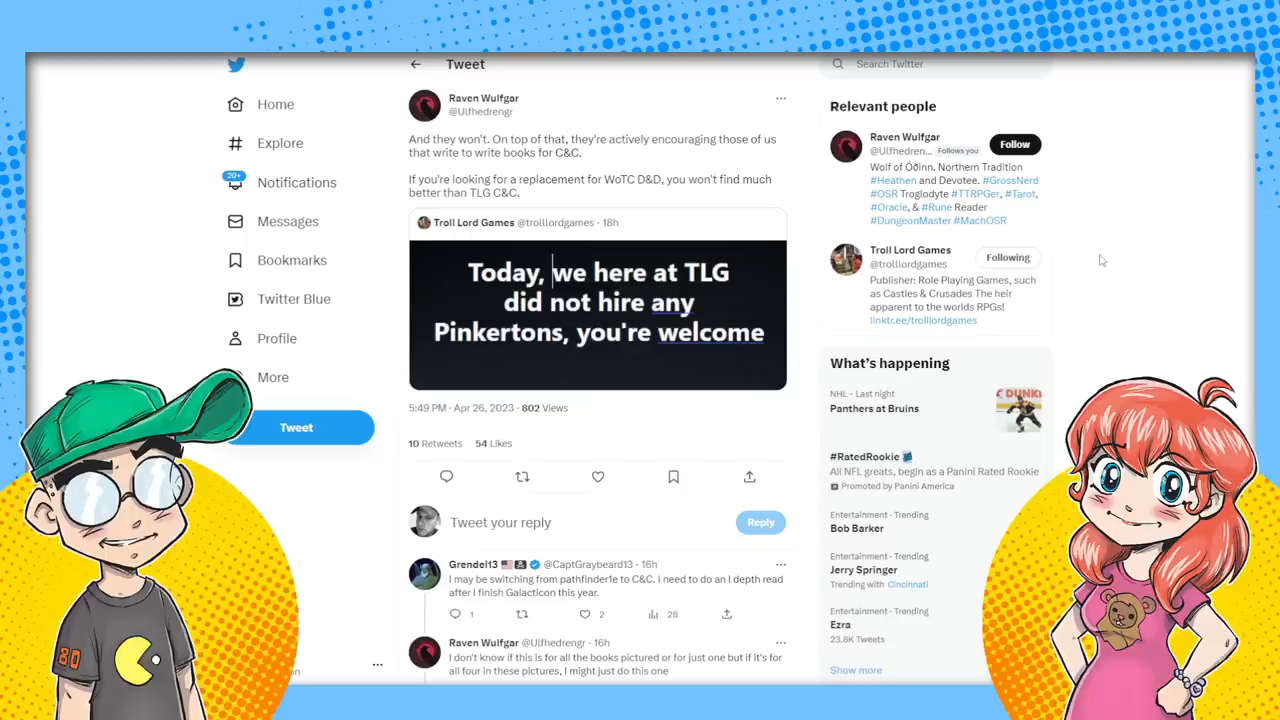 Tweet
Search Twitter
Home
Explore
20+
Notifications
Messages
Bookmarks
Twitter Blue
Profile
More
Tweet
Raven Wulfgar
@Ulfhedrengr
And they won't. On top of that, they're actively encouraging those of us
that write to write books for C&C.
If you're looking for a replacement for WoTC D&D, you won't find much
better than TLG C&C.
Troll Lord Games @trolllordgames · 18h
Today, we here at TLG
did not hire any
Pinkertons, you're welcome
5:49 PM · Apr 26, 2023 · 802 Views
10 Retweets 54 Likes
Tweet your reply
Reply
Grendel13 @CaptGraybeard13 · 16h
I may be switching from pathfinder1e to C&C. I need to do an I depth read
after I finish Galacticon this year.
1 2 28
Raven Wulfgar @Ulfhedrengr · 16h
I don't know if this is for all the books pictured or for just one but if it's for
all four in these pictures, I might just do this one
Relevant people
Raven Wulfgar
@Ulfhedren... Follows you
Follow
Wolf of Óðinn. Northern Tradition
#Heathen and Devotee. #GrossNerd
#OSR Troglodyte #TTRPGer, #Tarot,
#Oracle, & #Rune Reader
#DungeonMaster #MachOSR
Troll Lord Games
@trolllordgames
Following
Publisher: Role Playing Games, such
as Castles & Crusades The heir
apparent to the worlds RPGs!
linktr.ee/trolllordgames
What's happening
NHL · Last night
Panthers at Bruins
#RatedRookie
All NFL greats, begin as a Panini Rated Rookie
Promoted by Panini America
Entertainment · Trending
Bob Barker
Entertainment · Trending
Jerry Springer
Trending with Cincinnati
Entertainment · Trending
Ezra
23.8K Tweets
Show more
80